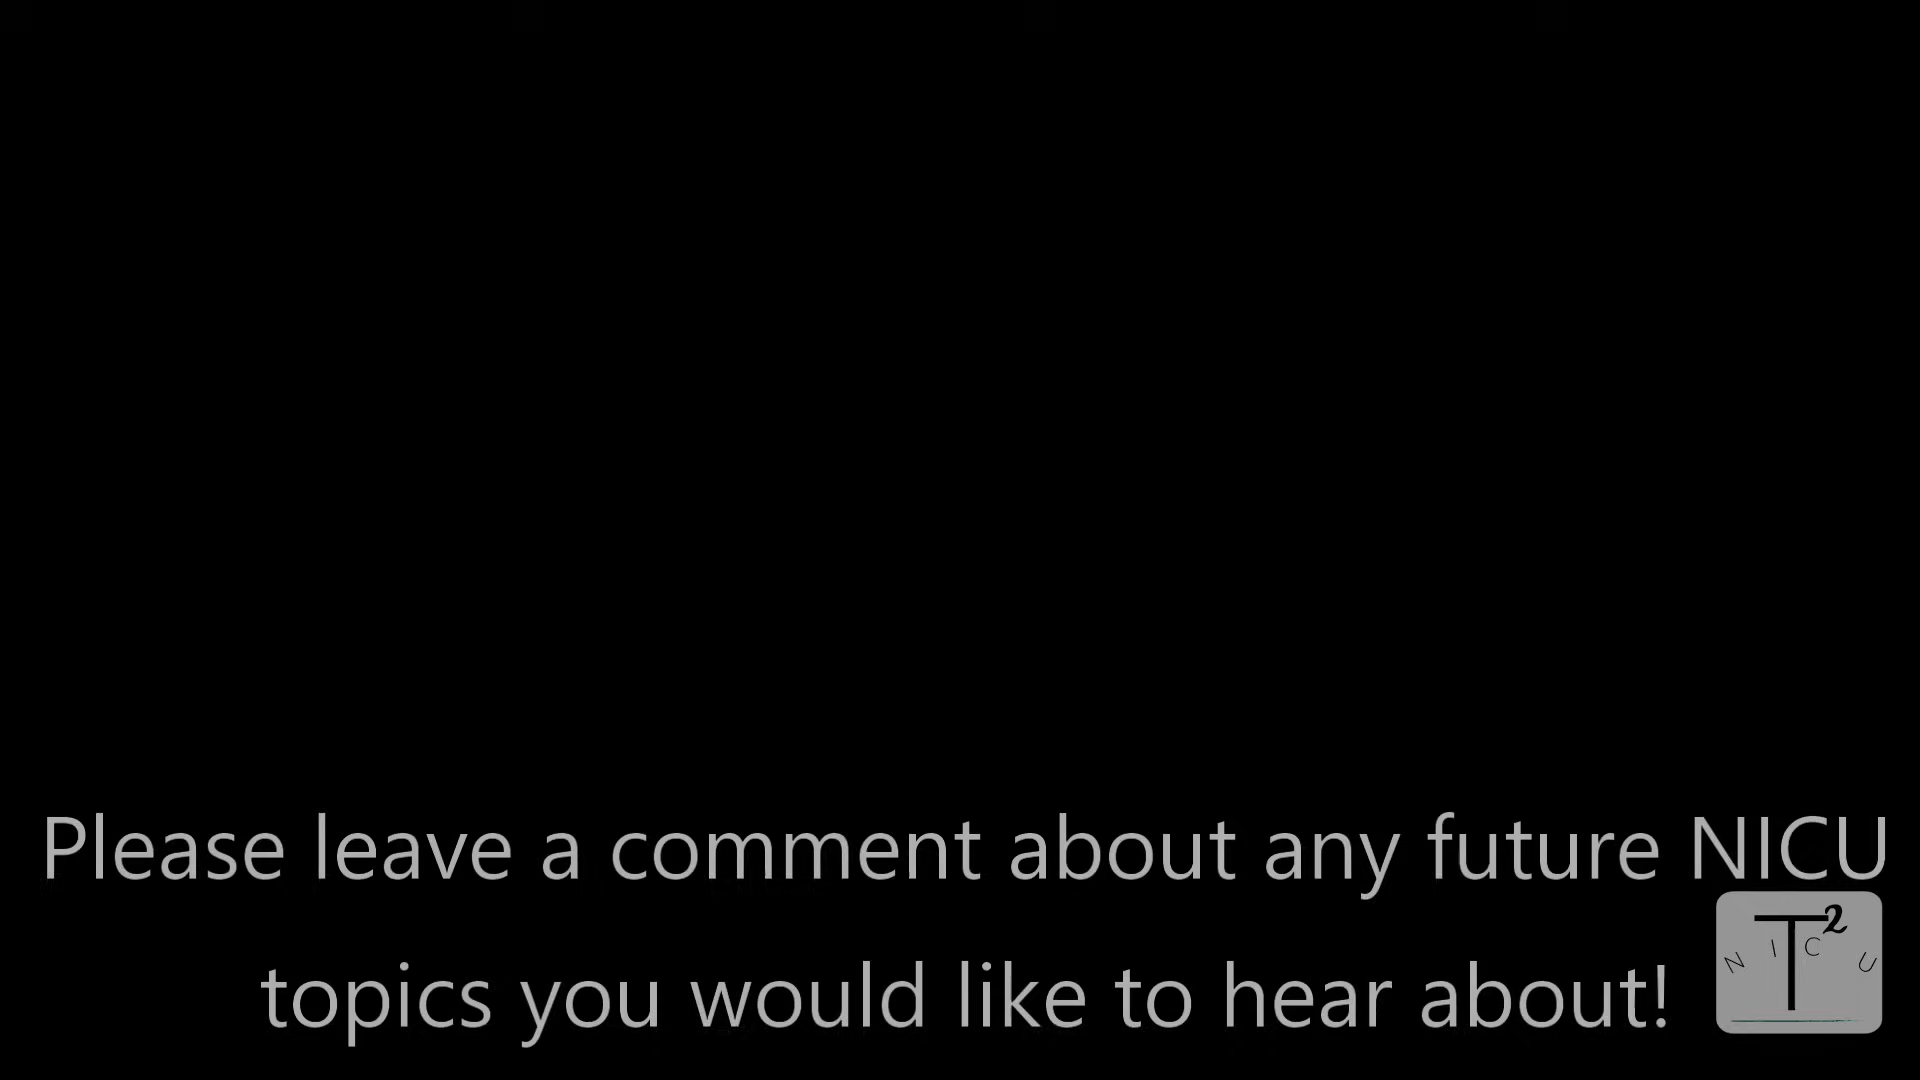 Please leave a comment about any future NICU
topics you would like to hear about!
T²
N I C U